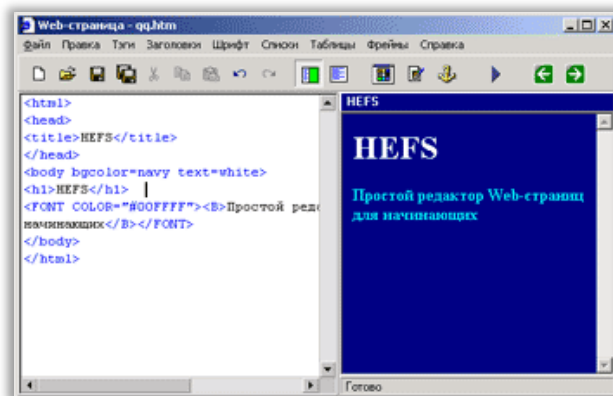 Web-страница - qq.htm
Файл Правка Тэги Заголовки Шрифт Списки Таблицы Фреймы Справка
<html>
<head>
<title>HEFS</title>
</head>
<body bgcolor=navy text=white>
<h1>HEFS</h1>
<FONT COLOR="#00FFFF"><B>Простой ред
начинающих</B></FONT>
</body>
</html>
HEFS
HEFS
Простой редактор Web-страниц
для начинающих
Готово